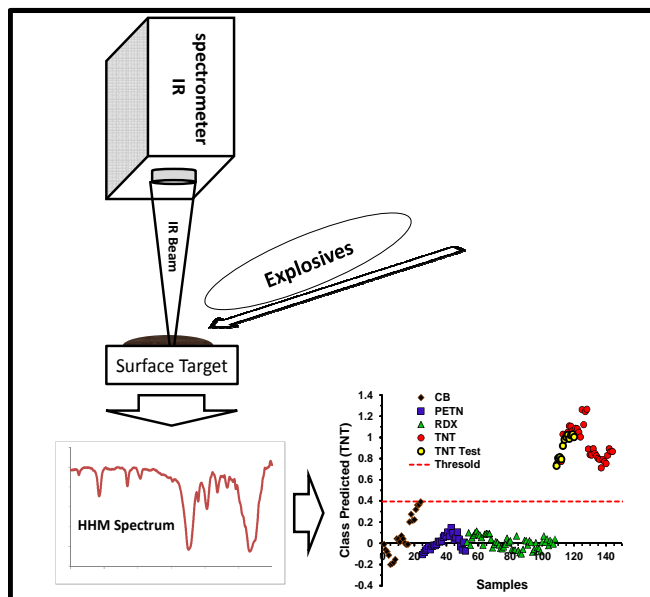 spectrometer
IR
IR Beam
Explosives
Surface Target
HHM Spectrum
CB
PETN
RDX
TNT
TNT Test
Thresold
Class Predicted (TNT)
1.4
1.2
1
0.8
0.6
0.4
0.2
0
-0.2
-0.4
0 20 40 60 80 100 120 140
Samples